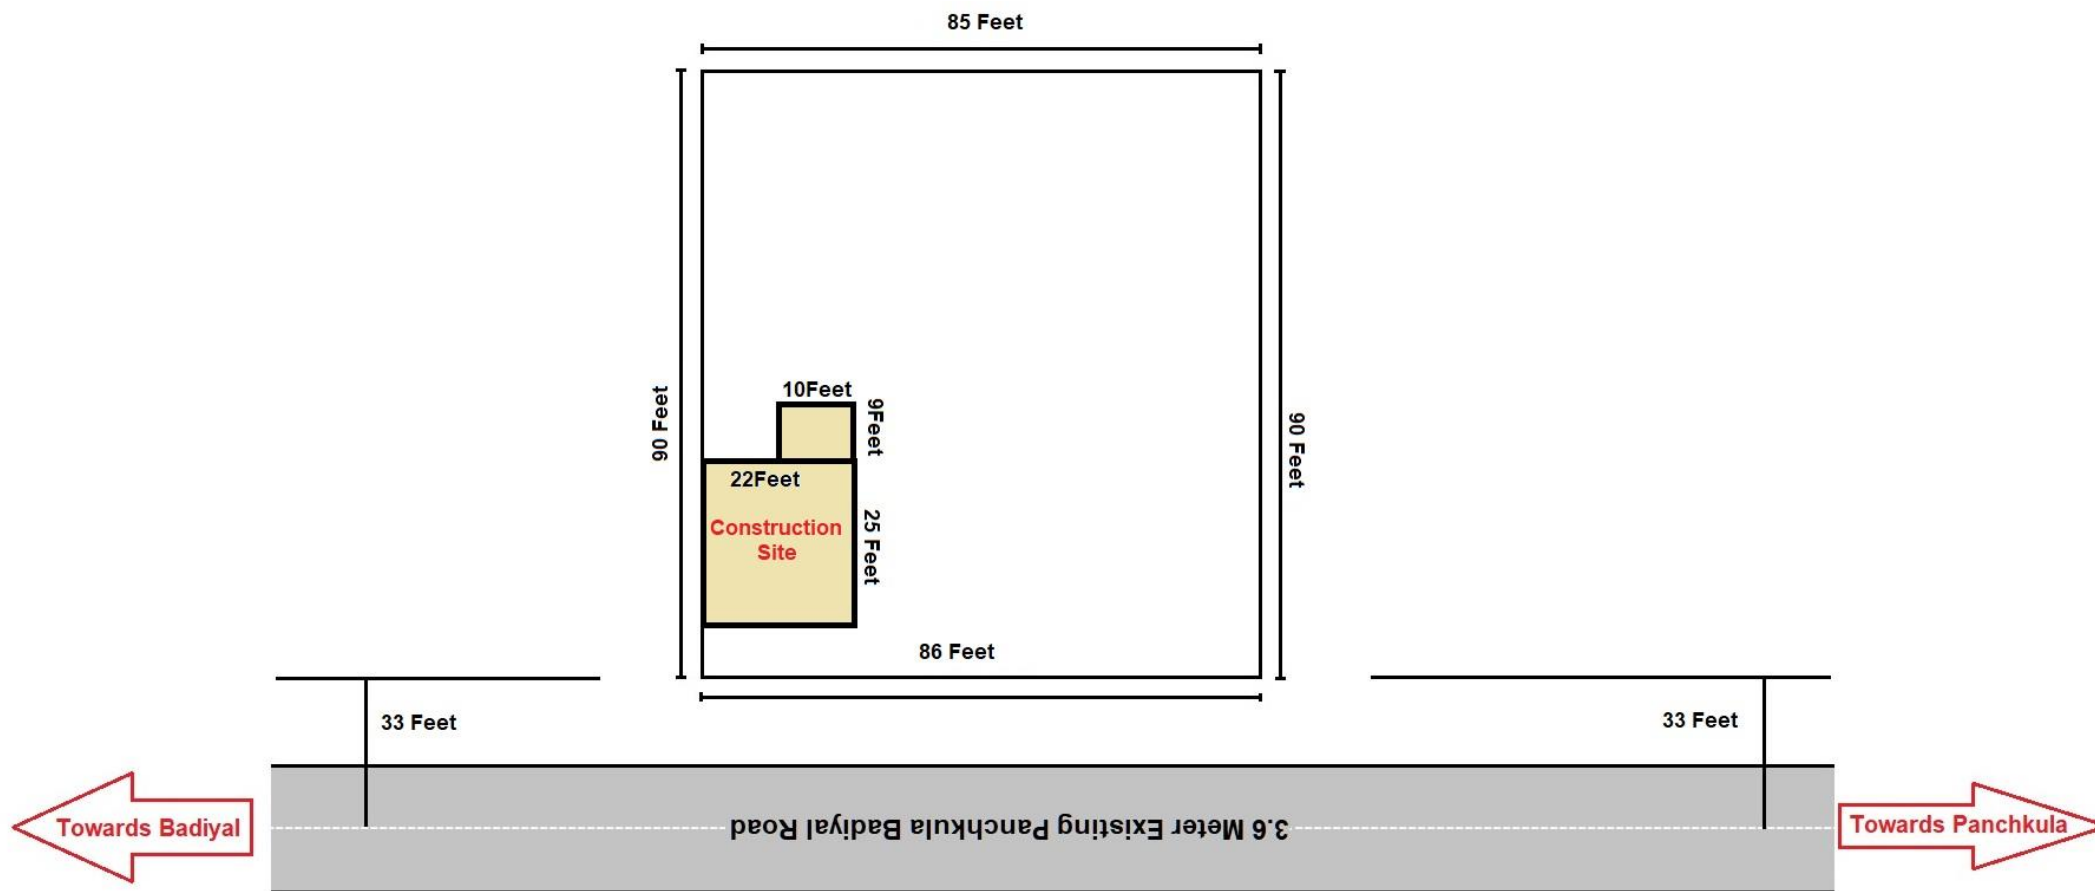 85 Feet
90 Feet
90 Feet
10Feet
9Feet
22Feet
25 Feet
Construction
Site
86 Feet
33 Feet
33 Feet
Towards Badiyal
3.6 Meter Existing Panchkula Badiyal Road
Towards Panchkula